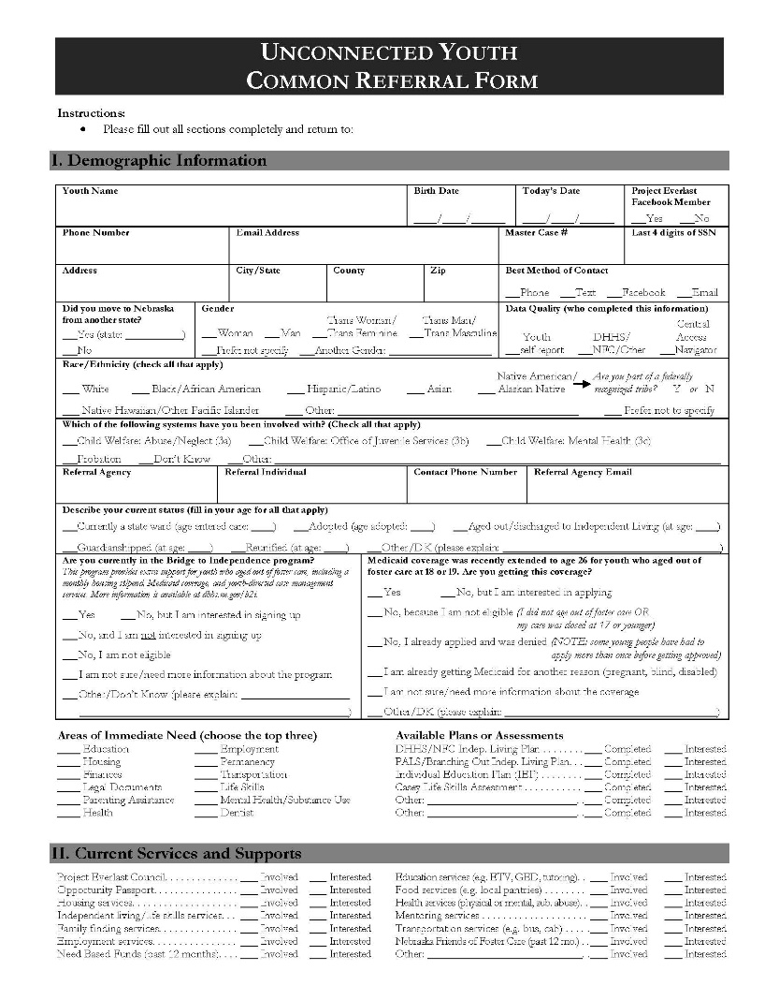 UNCONNECTED YOUTH
COMMON REFERRAL FORM
Instructions:
• Please fill out all sections completely and return to:
I. Demographic Information
Youth Name Birth Date Today's Date Project Everlast
Facebook Member
____/____/______ ____/____/______ ___Yes ___No
Phone Number Email Address Master Case # Last 4 digits of SSN
Address City/State County Zip Best Method of Contact
___Phone ___Text ___Facebook ___Email
Did you move to Nebraska from another state?
___Yes (state: __________)
___No
Gender
___Woman ___Man ___Trans Woman/ Trans Feminine ___Trans Man/ Trans Masculine
___Prefer not specify ___Another Gender: __________________
Data Quality (who completed this information)
___Youth self report ___DHHS/ NFC/Other ___Central Access Navigator
Race/Ethnicity (check all that apply)
___ White ___ Black/African American ___ Hispanic/Latino ___ Asian ___ Native American/ Alaskan Native → Are you part of a federally recognized tribe? Y or N
___ Native Hawaiian/Other Pacific Islander ___ Other: __________________ ___ Prefer not to specify
Which of the following systems have you been involved with? (Check all that apply)
___Child Welfare: Abuse/Neglect (3a) ___Child Welfare: Office of Juvenile Services (3b) ___Child Welfare: Mental Health (3c)
___Probation ___Don't Know ___Other: __________________
Referral Agency Referral Individual Contact Phone Number Referral Agency Email
Describe your current status (fill in your age for all that apply)
___Currently a state ward (age entered care: ____) ___Adopted (age adopted: ____) ___Aged out/discharged to Independent Living (at age: ____)
___Guardianshipped (at age: ____) ___Reunified (at age: ____) ___Other/DK (please explain: __________________)
Are you currently in the Bridge to Independence program?
This program provides extra support for youth who aged out of foster care, including a
monthly housing stipend, Medicaid coverage, and youth-directed case management
services. More information is available at dhhs.ne.gov/b2i.
___Yes ___No, but I am interested in signing up
___No, and I am not interested in signing up
___No, I am not eligible
___I am not sure/need more information about the program
___Other/Don't Know (please explain: __________________
__________________)
Medicaid coverage was recently extended to age 26 for youth who aged out of
foster care at 18 or 19. Are you getting this coverage?
___Yes ___No, but I am interested in applying
___No, because I am not eligible (I did not age out of foster care OR
my care was closed at 17 or younger)
___No, I already applied and was denied (NOTE: some young people have had to
apply more than once before getting approved)
___I am already getting Medicaid for another reason (pregnant, blind, disabled)
___I am not sure/need more information about the coverage
___Other/DK (please explain: __________________)
Areas of Immediate Need (choose the top three)
____ Education ____ Employment
____ Housing ____ Permanency
____ Finances ____ Transportation
____ Legal Documents ____ Life Skills
____ Parenting Assistance ____ Mental Health/Substance Use
____ Health ____ Dentist
Available Plans or Assessments
DHHS/NFC Indep. Living Plan . . . . . . . . ___ Completed ___ Interested
PALS/Branching Out Indep. Living Plan. . . ___ Completed ___ Interested
Individual Education Plan (IEP) . . . . . . . . ___ Completed ___ Interested
Casey Life Skills Assessment . . . . . . . . . . . ___ Completed ___ Interested
Other: __________________. . ___ Completed ___ Interested
Other: __________________. . ___ Completed ___ Interested
II. Current Services and Supports
Project Everlast Council. . . . . . . . . . . . . . ___ Involved ___ Interested
Opportunity Passport. . . . . . . . . . . . . . . . ___ Involved ___ Interested
Housing services. . . . . . . . . . . . . . . . . . . . ___ Involved ___ Interested
Independent living/life skills services. . . ___ Involved ___ Interested
Family finding services. . . . . . . . . . . . . . . ___ Involved ___ Interested
Employment services. . . . . . . . . . . . . . . . ___ Involved ___ Interested
Need Based Funds (past 12 months). . . . ___ Involved ___ Interested
Education services (e.g. ETV, GED, tutoring). . ___ Involved ___ Interested
Food services (e.g. local pantries) . . . . . . . . ___ Involved ___ Interested
Health services (physical or mental, sub. abuse). . ___ Involved ___ Interested
Mentoring services . . . . . . . . . . . . . . . . . . . . ___ Involved ___ Interested
Transportation services (e.g. bus, cab) . . . . . ___ Involved ___ Interested
Nebraska Friends of Foster Care (past 12 mo.) . . ___ Involved ___ Interested
Other: __________________. . ___ Involved ___ Interested